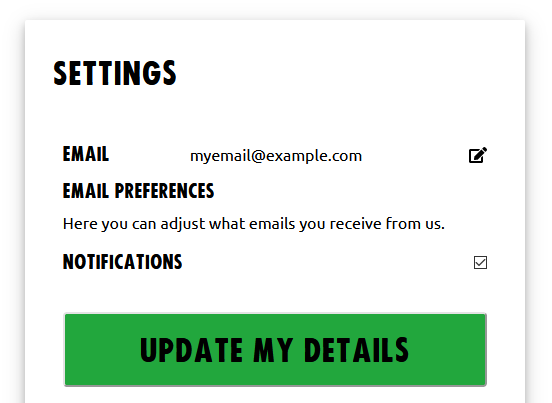 SETTINGS
EMAIL myemail@example.com
EMAIL PREFERENCES
Here you can adjust what emails you receive from us.
NOTIFICATIONS
UPDATE MY DETAILS